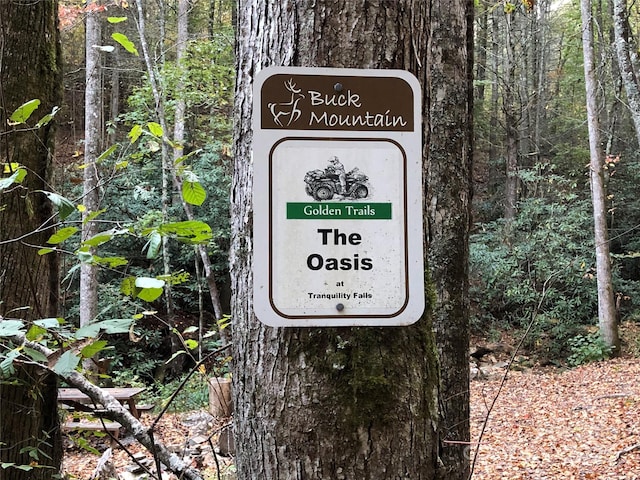 Buck
Mountain
Golden Trails
The
Oasis
at
Tranquility Falls